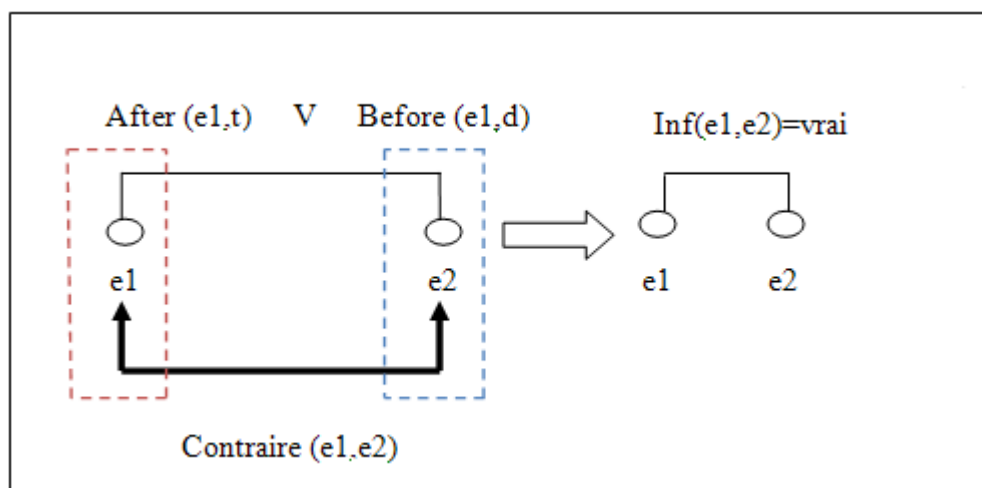 After (e1,t) V Before (e1,d)
Inf(e1,e2)=vrai
e1 e2
e1 e2
Contraire (e1,e2)